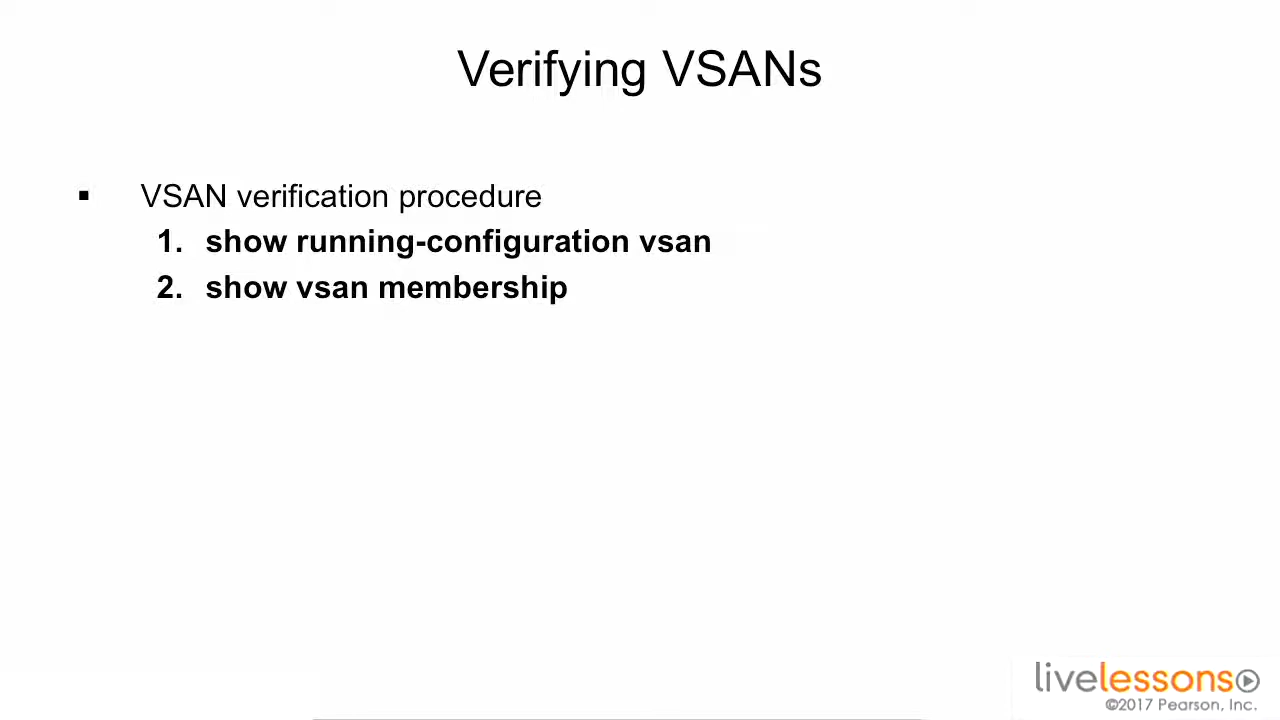 Verifying VSANs
▪ VSAN verification procedure
1. show running-configuration vsan
2. show vsan membership
livelessons
©2017 Pearson, Inc.